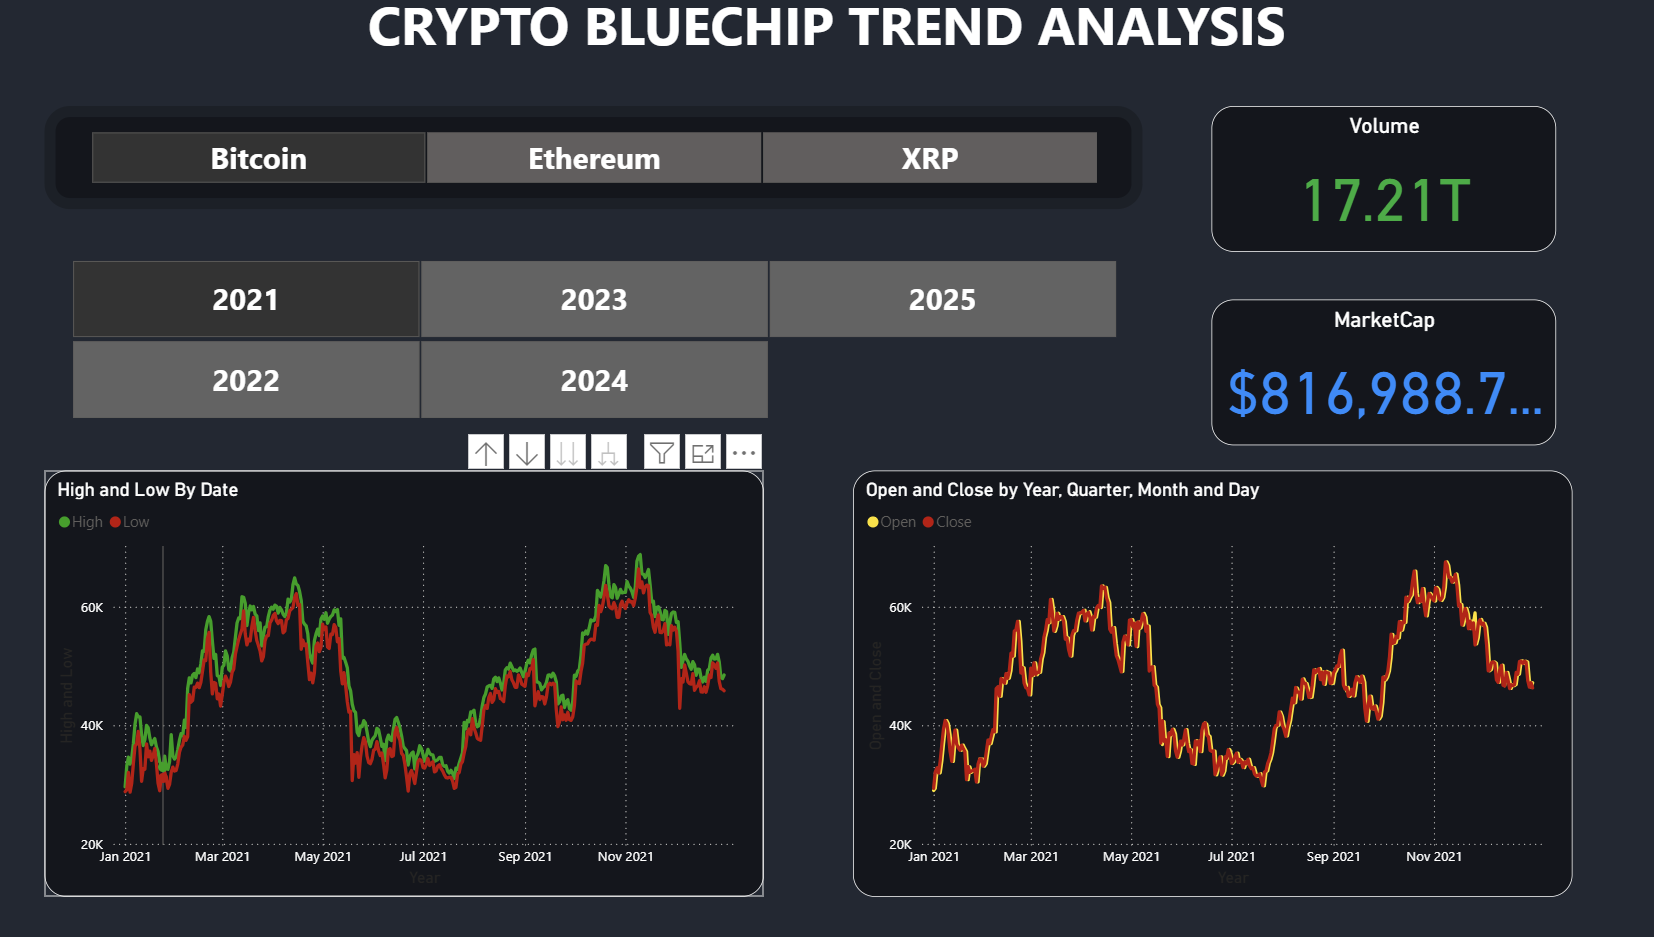 CRYPTO BLUECHIP TREND ANALYSIS
Bitcoin
Ethereum
XRP
Volume
17.21T
2021
2023
2025
2022
2024
MarketCap
$816,988.7...
High and Low By Date
High Low
High and Low
60K
40K
20K
Jan 2021 Mar 2021 May 2021 Jul 2021 Sep 2021 Nov 2021
Year
Open and Close by Year, Quarter, Month and Day
Open Close
Open and Close
60K
40K
20K
Jan 2021 Mar 2021 May 2021 Jul 2021 Sep 2021 Nov 2021
Year